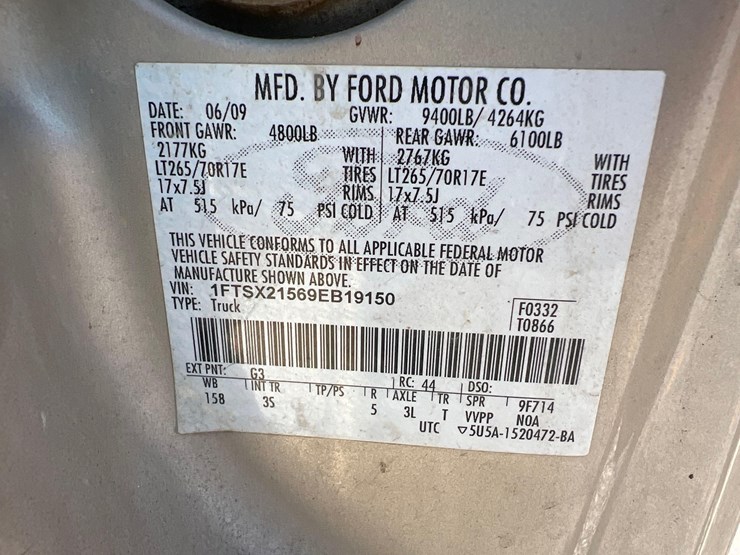 MFD. BY FORD MOTOR CO.
DATE: 06/09 GVWR: 9400LB/ 4264KG
FRONT GAWR: 4800LB REAR GAWR: 6100LB
2177KG WITH 2767KG WITH
LT265/70R17E TIRES LT265/70R17E TIRES
17x7.5J RIMS 17x7.5J RIMS
AT 515 kPa/ 75 PSI COLD AT 515 kPa/ 75 PSI COLD
Ford
THIS VEHICLE CONFORMS TO ALL APPLICABLE FEDERAL MOTOR
VEHICLE SAFETY STANDARDS IN EFFECT ON THE DATE OF
MANUFACTURE SHOWN ABOVE.
VIN: 1FTSX21569EB19150
TYPE: Truck
F0332
T0866
EXT PNT: G3 RC: 44 DSO:
WB INT TR TP/PS R AXLE TR SPR 9F714
158 3S 5 3L T VVPP NOA
UTC ▽5U5A-1520472-BA